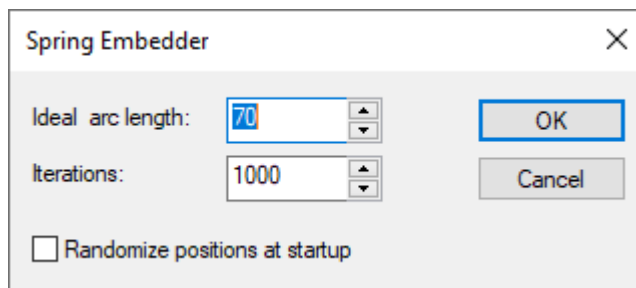 Spring Embedder
Ideal arc length: 70 OK
Iterations: 1000 Cancel
Randomize positions at startup